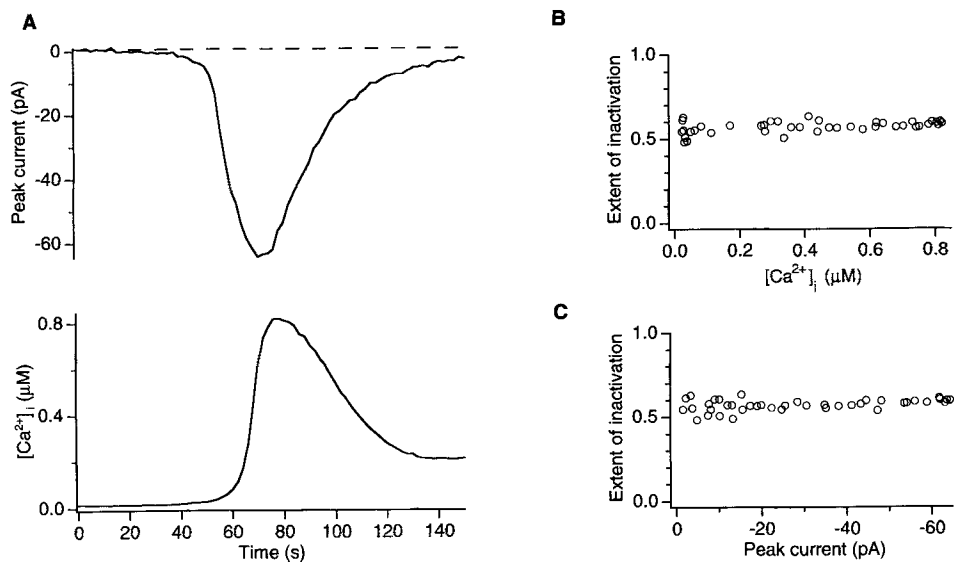 A
Peak current (pA)
0
-20
-40
-60
[Ca2+]i (µM)
0.8
0.4
0.0
0 20 40 60 80 100 120 140
Time (s)
B
Extent of inactivation
1.0
0.5
0.0
0.0 0.2 0.4 0.6 0.8
[Ca2+]i (µM)
C
Extent of inactivation
1.0
0.5
0.0
0 -20 -40 -60
Peak current (pA)